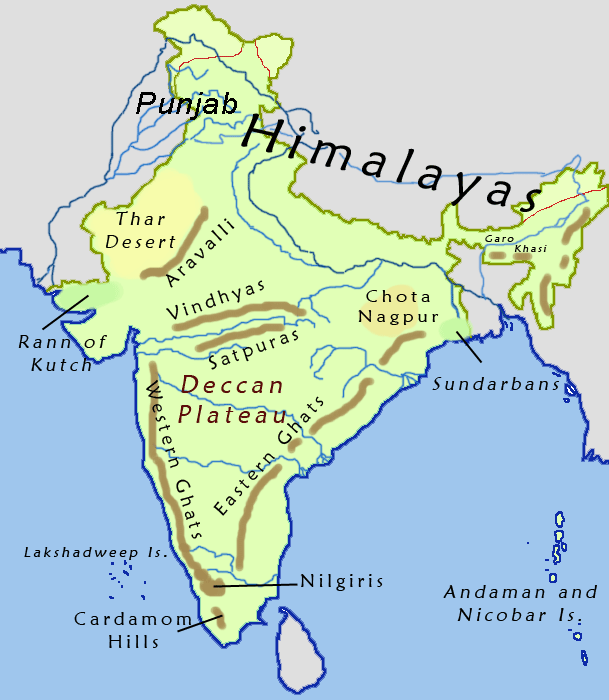 Punjab
Himalayas
Thar
Desert
Aravalli
Garo
Khasi
Vindhyas
Chota
Nagpur
Rann of
Kutch
Satpuras
Sundarbans
Deccan
Plateau
Western Ghats
Eastern Ghats
Lakshadweep Is.
Nilgiris
Andaman and
Nicobar Is.
Cardamom
Hills